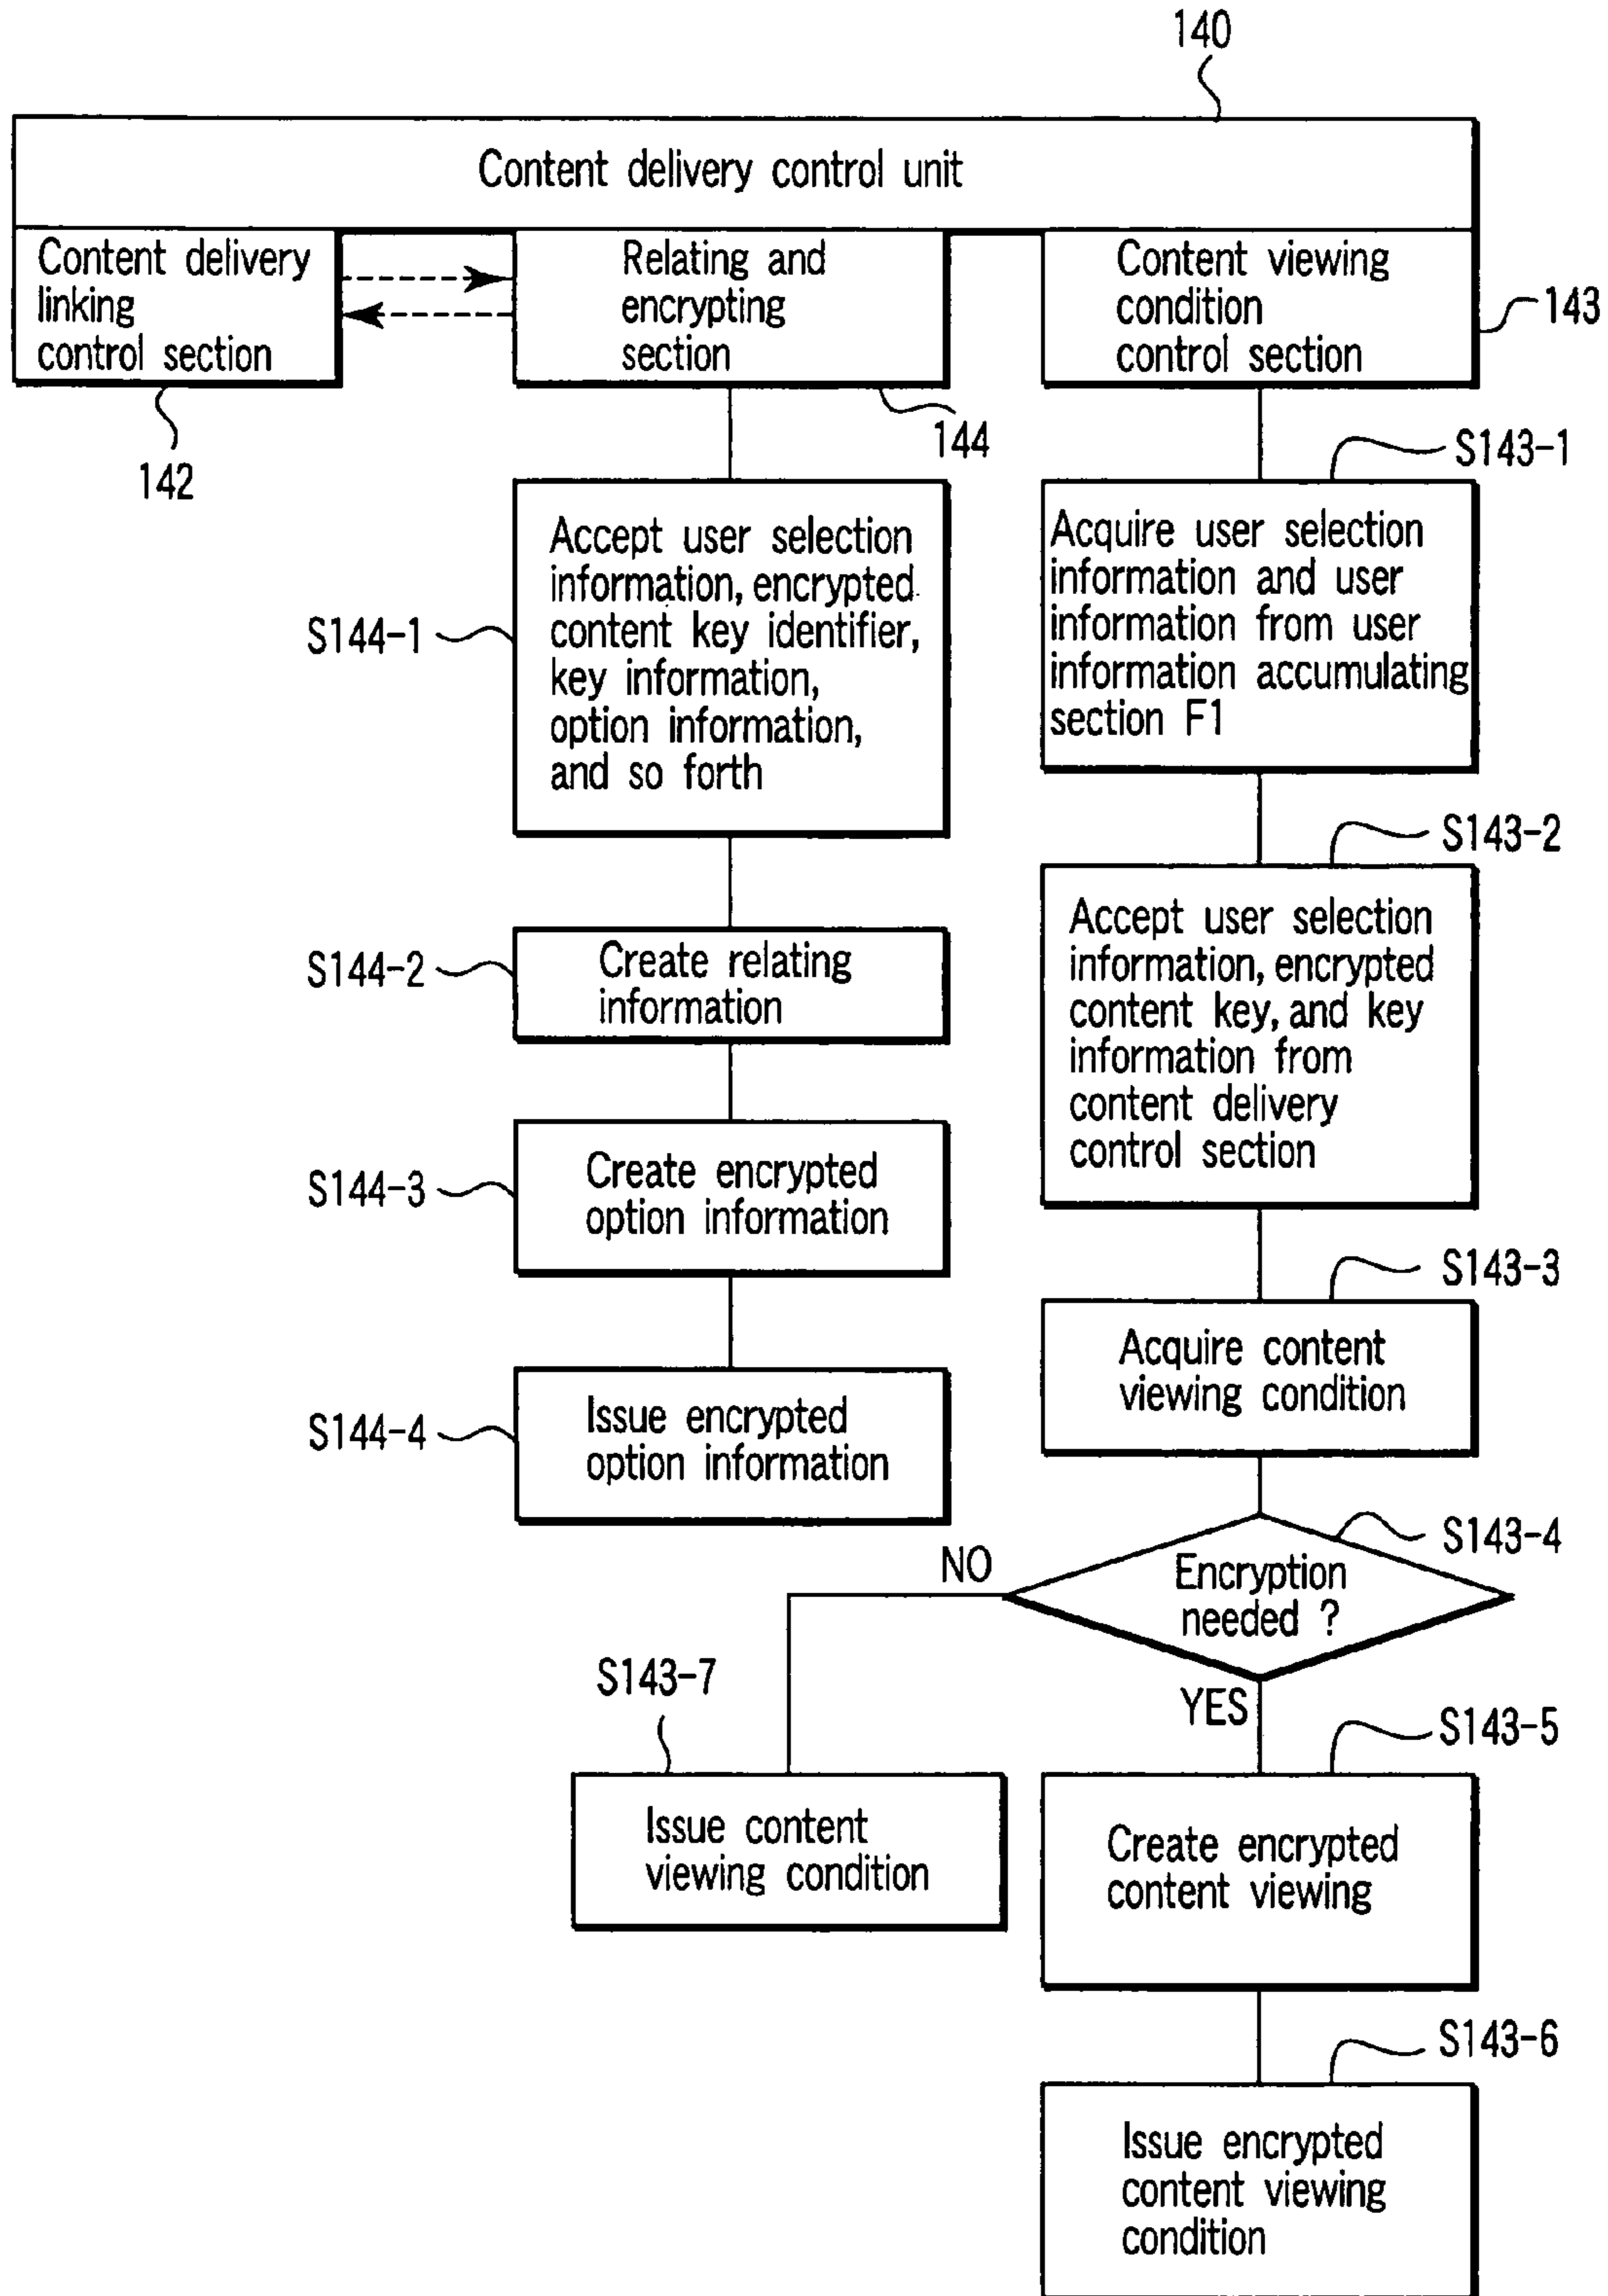 140
Content delivery control unit
Content delivery
linking
control section
Relating and
encrypting
section
Content viewing
condition
control section
143
142
144
S143-1
Accept user selection
information, encrypted
content key identifier,
key information,
option information,
and so forth
S144-1
Acquire user selection
information and user
information from user
information accumulating
section F1
S143-2
S144-2
Create relating
information
Accept user selection
information, encrypted
content key, and key
information from
content delivery
control section
S144-3
Create encrypted
option information
S143-3
Acquire content
viewing condition
S144-4
Issue encrypted
option information
S143-4
Encryption
needed ?
NO
YES
S143-7
Issue content
viewing condition
S143-5
Create encrypted
content viewing
S143-6
Issue encrypted
content viewing
condition